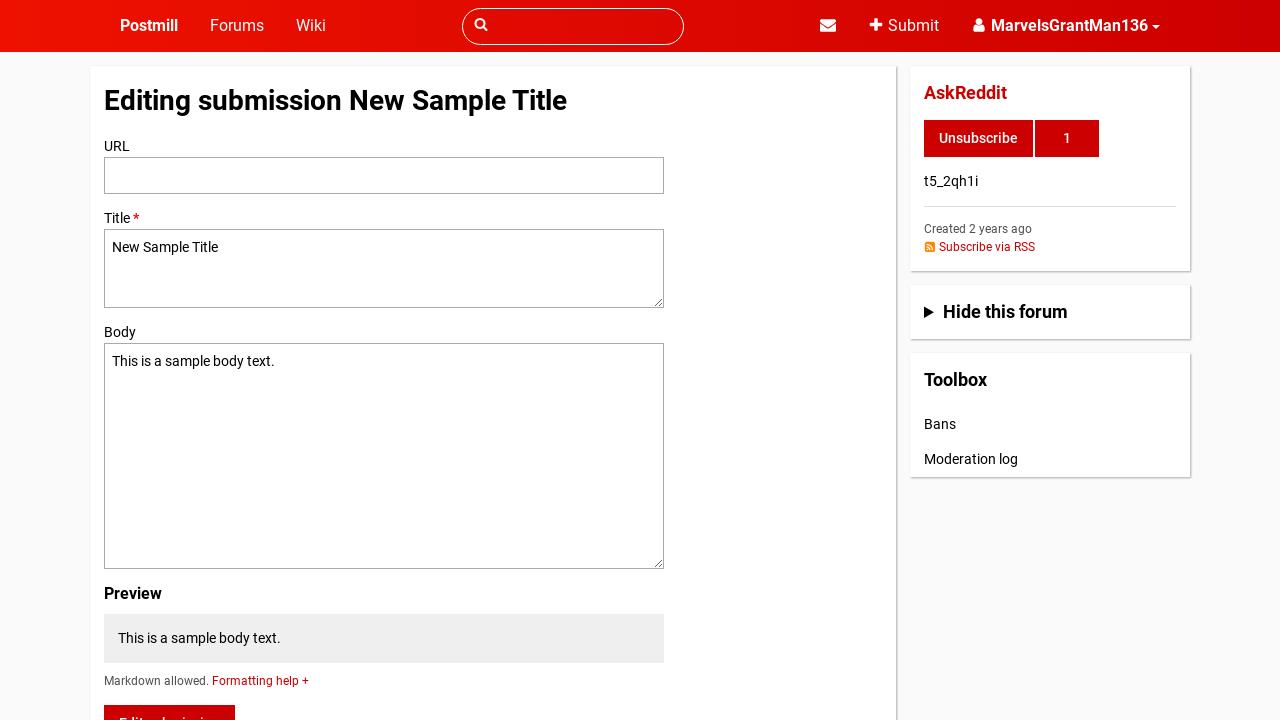 Postmill
Forums
Wiki
Submit
MarvelsGrantMan136
Editing submission New Sample Title
URL
Title *
New Sample Title
Body
This is a sample body text.
Preview
This is a sample body text.
Markdown allowed. Formatting help +
AskReddit
Unsubscribe 1
t5_2qh1i
Created 2 years ago
Subscribe via RSS
Hide this forum
Toolbox
Bans
Moderation log